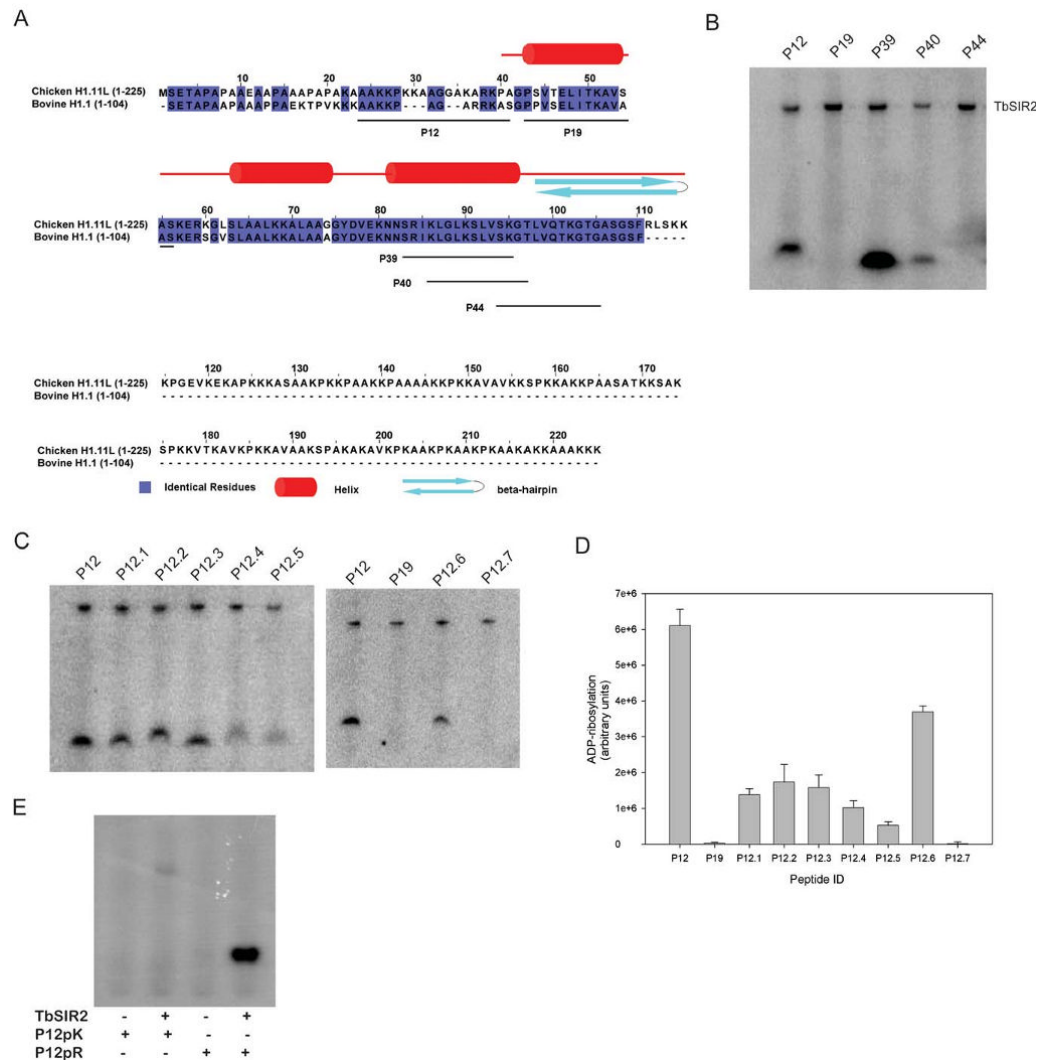 A
10 20 30 40 50
Chicken H1.11L (1-225) MSETAPAPAAEAAPAAAPAPAKAAAKKPKKAAGGAKARKPAGPSVTELITKAVS
Bovine H1.1 (1-104) -SETAPAAPAAPPAEKTPVKKKAAKKP---AG--ARRKASGPPVSELITKAVA
P12 P19
60 70 80 90 100 110
Chicken H1.11L (1-225) ASKERKGLSLAALKKALAAGGYDVEKNNSRIKLGLKSLVSKGTLVQTKGTGASGSFRLSKK
Bovine H1.1 (1-104) ASKERSGVSLAALKKALAAAGYDVEKNNSRIKLGLKSLVSKGTLVQTKGTGASGSF-----
P39
P40
P44
120 130 140 150 160 170
Chicken H1.11L (1-225) KPGEVKEKAPKKKASAAKPKKPAAKKPAAAAKKPKKAVAVKKSPKKAKKPAASATKKSAK
Bovine H1.1 (1-104) ------------------------------------------------------------
180 190 200 210 220
Chicken H1.11L (1-225) SPKKVTKAVKPKKAVAAKSPAKAKAVKPKAAKPKAAKPKAAKAKKAAAKKK
Bovine H1.1 (1-104) ---------------------------------------------------
Identical Residues Helix beta-hairpin
B
P12 P19 P39 P40 P44
TbSIR2
C
P12 P12.1 P12.2 P12.3 P12.4 P12.5
P12 P19 P12.6 P12.7
D
ADP-ribosylation
(arbitrary units)
7e+6
6e+6
5e+6
4e+6
3e+6
2e+6
1e+6
0
P12 P19 P12.1 P12.2 P12.3 P12.4 P12.5 P12.6 P12.7
Peptide ID
E
TbSIR2 - + - +
P12pK + + - -
P12pR - - + +